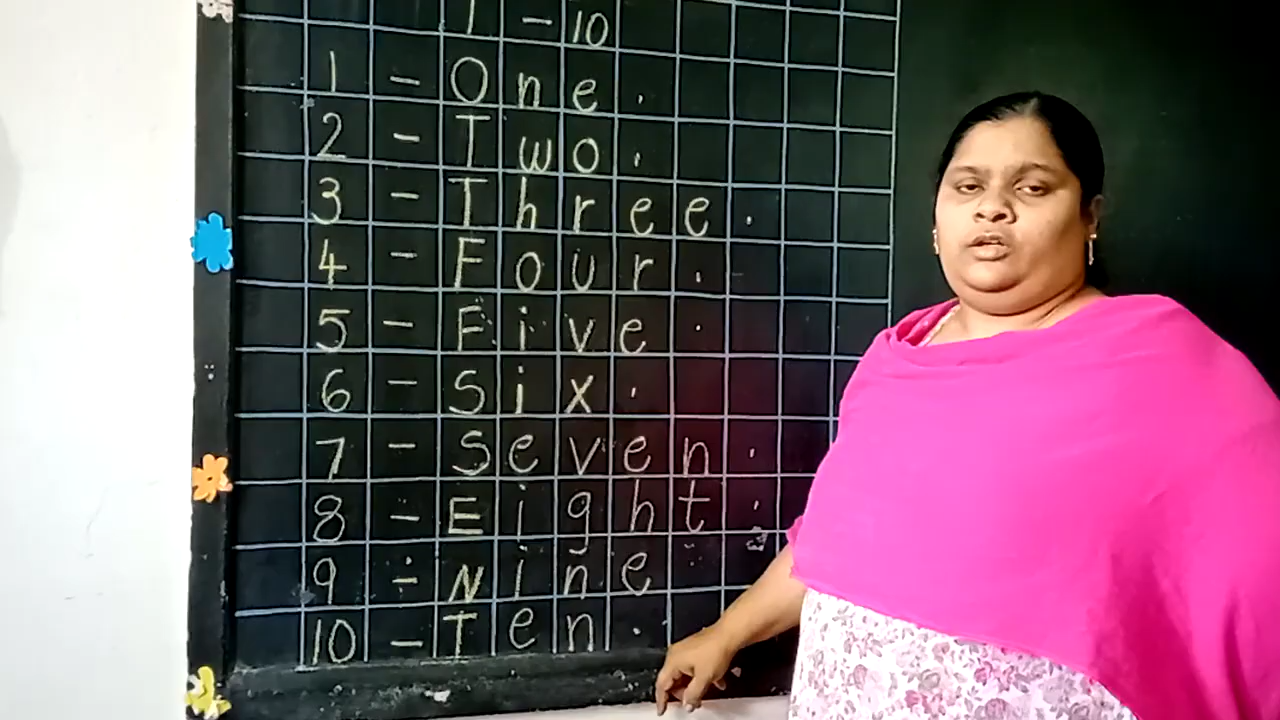 1 - 10
1 - One.
2 - Two.
3 - Three.
4 - Four.
5 - Five.
6 - Six.
7 - Seven.
8 - Eight.
9 - Nine
10 - Ten.